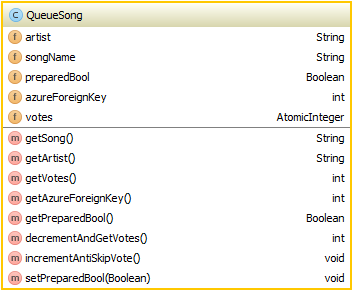 C QueueSong
f artist String
f songName String
f preparedBool Boolean
f azureForeignKey int
f votes AtomicInteger
m getSong() String
m getArtist() String
m getVotes() int
m getAzureForeignKey() int
m getPreparedBool() Boolean
m decrementAndGetVotes() int
m incrementAntiSkipVote() void
m setPreparedBool(Boolean) void